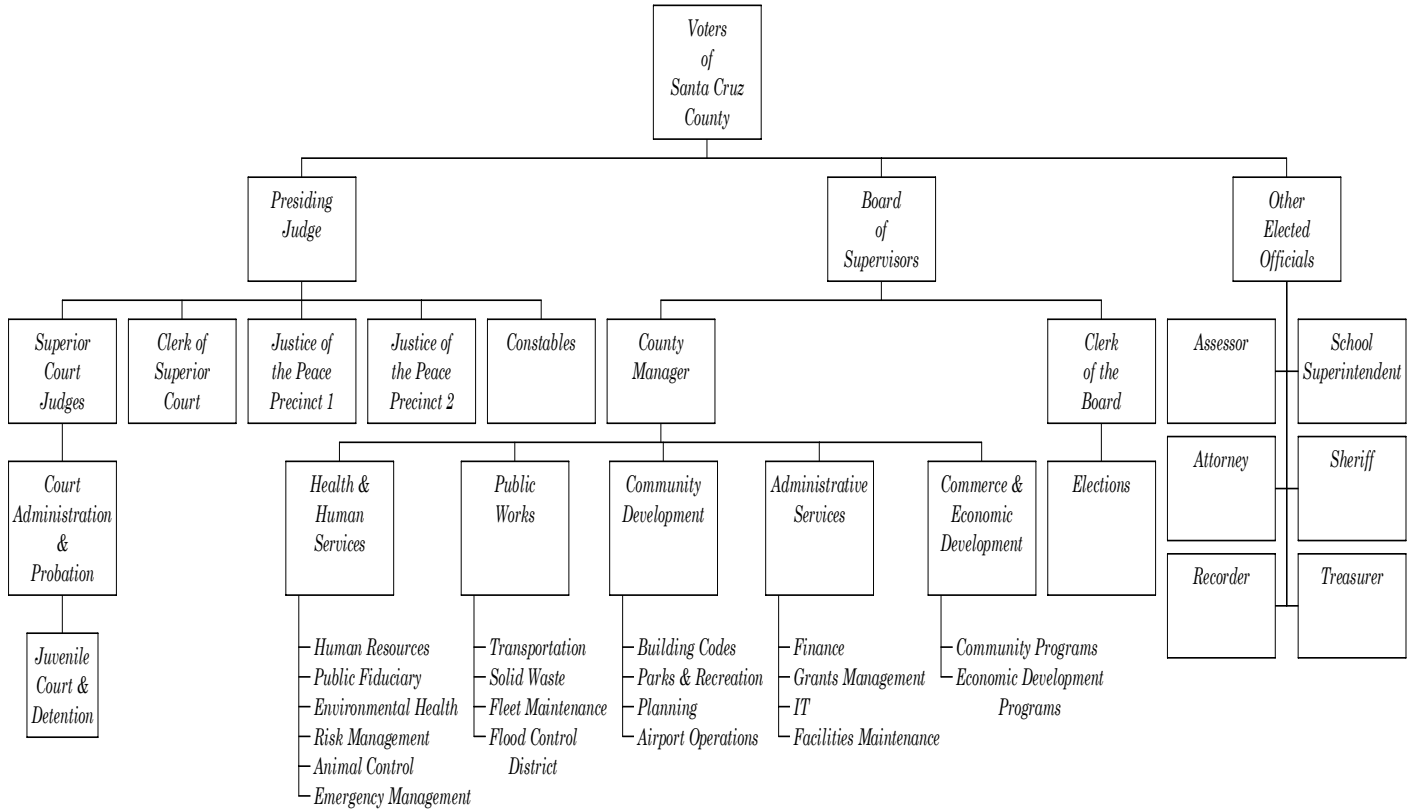 Voters
of
Santa Cruz
County
Presiding
Judge
Board
of
Supervisors
Other
Elected
Officials
Superior
Court
Judges
Clerk of
Superior
Court
Justice of
the Peace
Precinct 1
Justice of
the Peace
Precinct 2
Constables
County
Manager
Clerk
of the
Board
Assessor
School
Superintendent
Court
Administration
&
Probation
Health &
Human
Services
Public
Works
Community
Development
Administrative
Services
Commerce &
Economic
Development
Elections
Attorney
Sheriff
Recorder
Treasurer
Juvenile
Court &
Detention
Human Resources
Public Fiduciary
Environmental Health
Risk Management
Animal Control
Emergency Management
Transportation
Solid Waste
Fleet Maintenance
Flood Control
District
Building Codes
Parks & Recreation
Planning
Airport Operations
Finance
Grants Management
IT
Facilities Maintenance
Community Programs
Economic Development
Programs